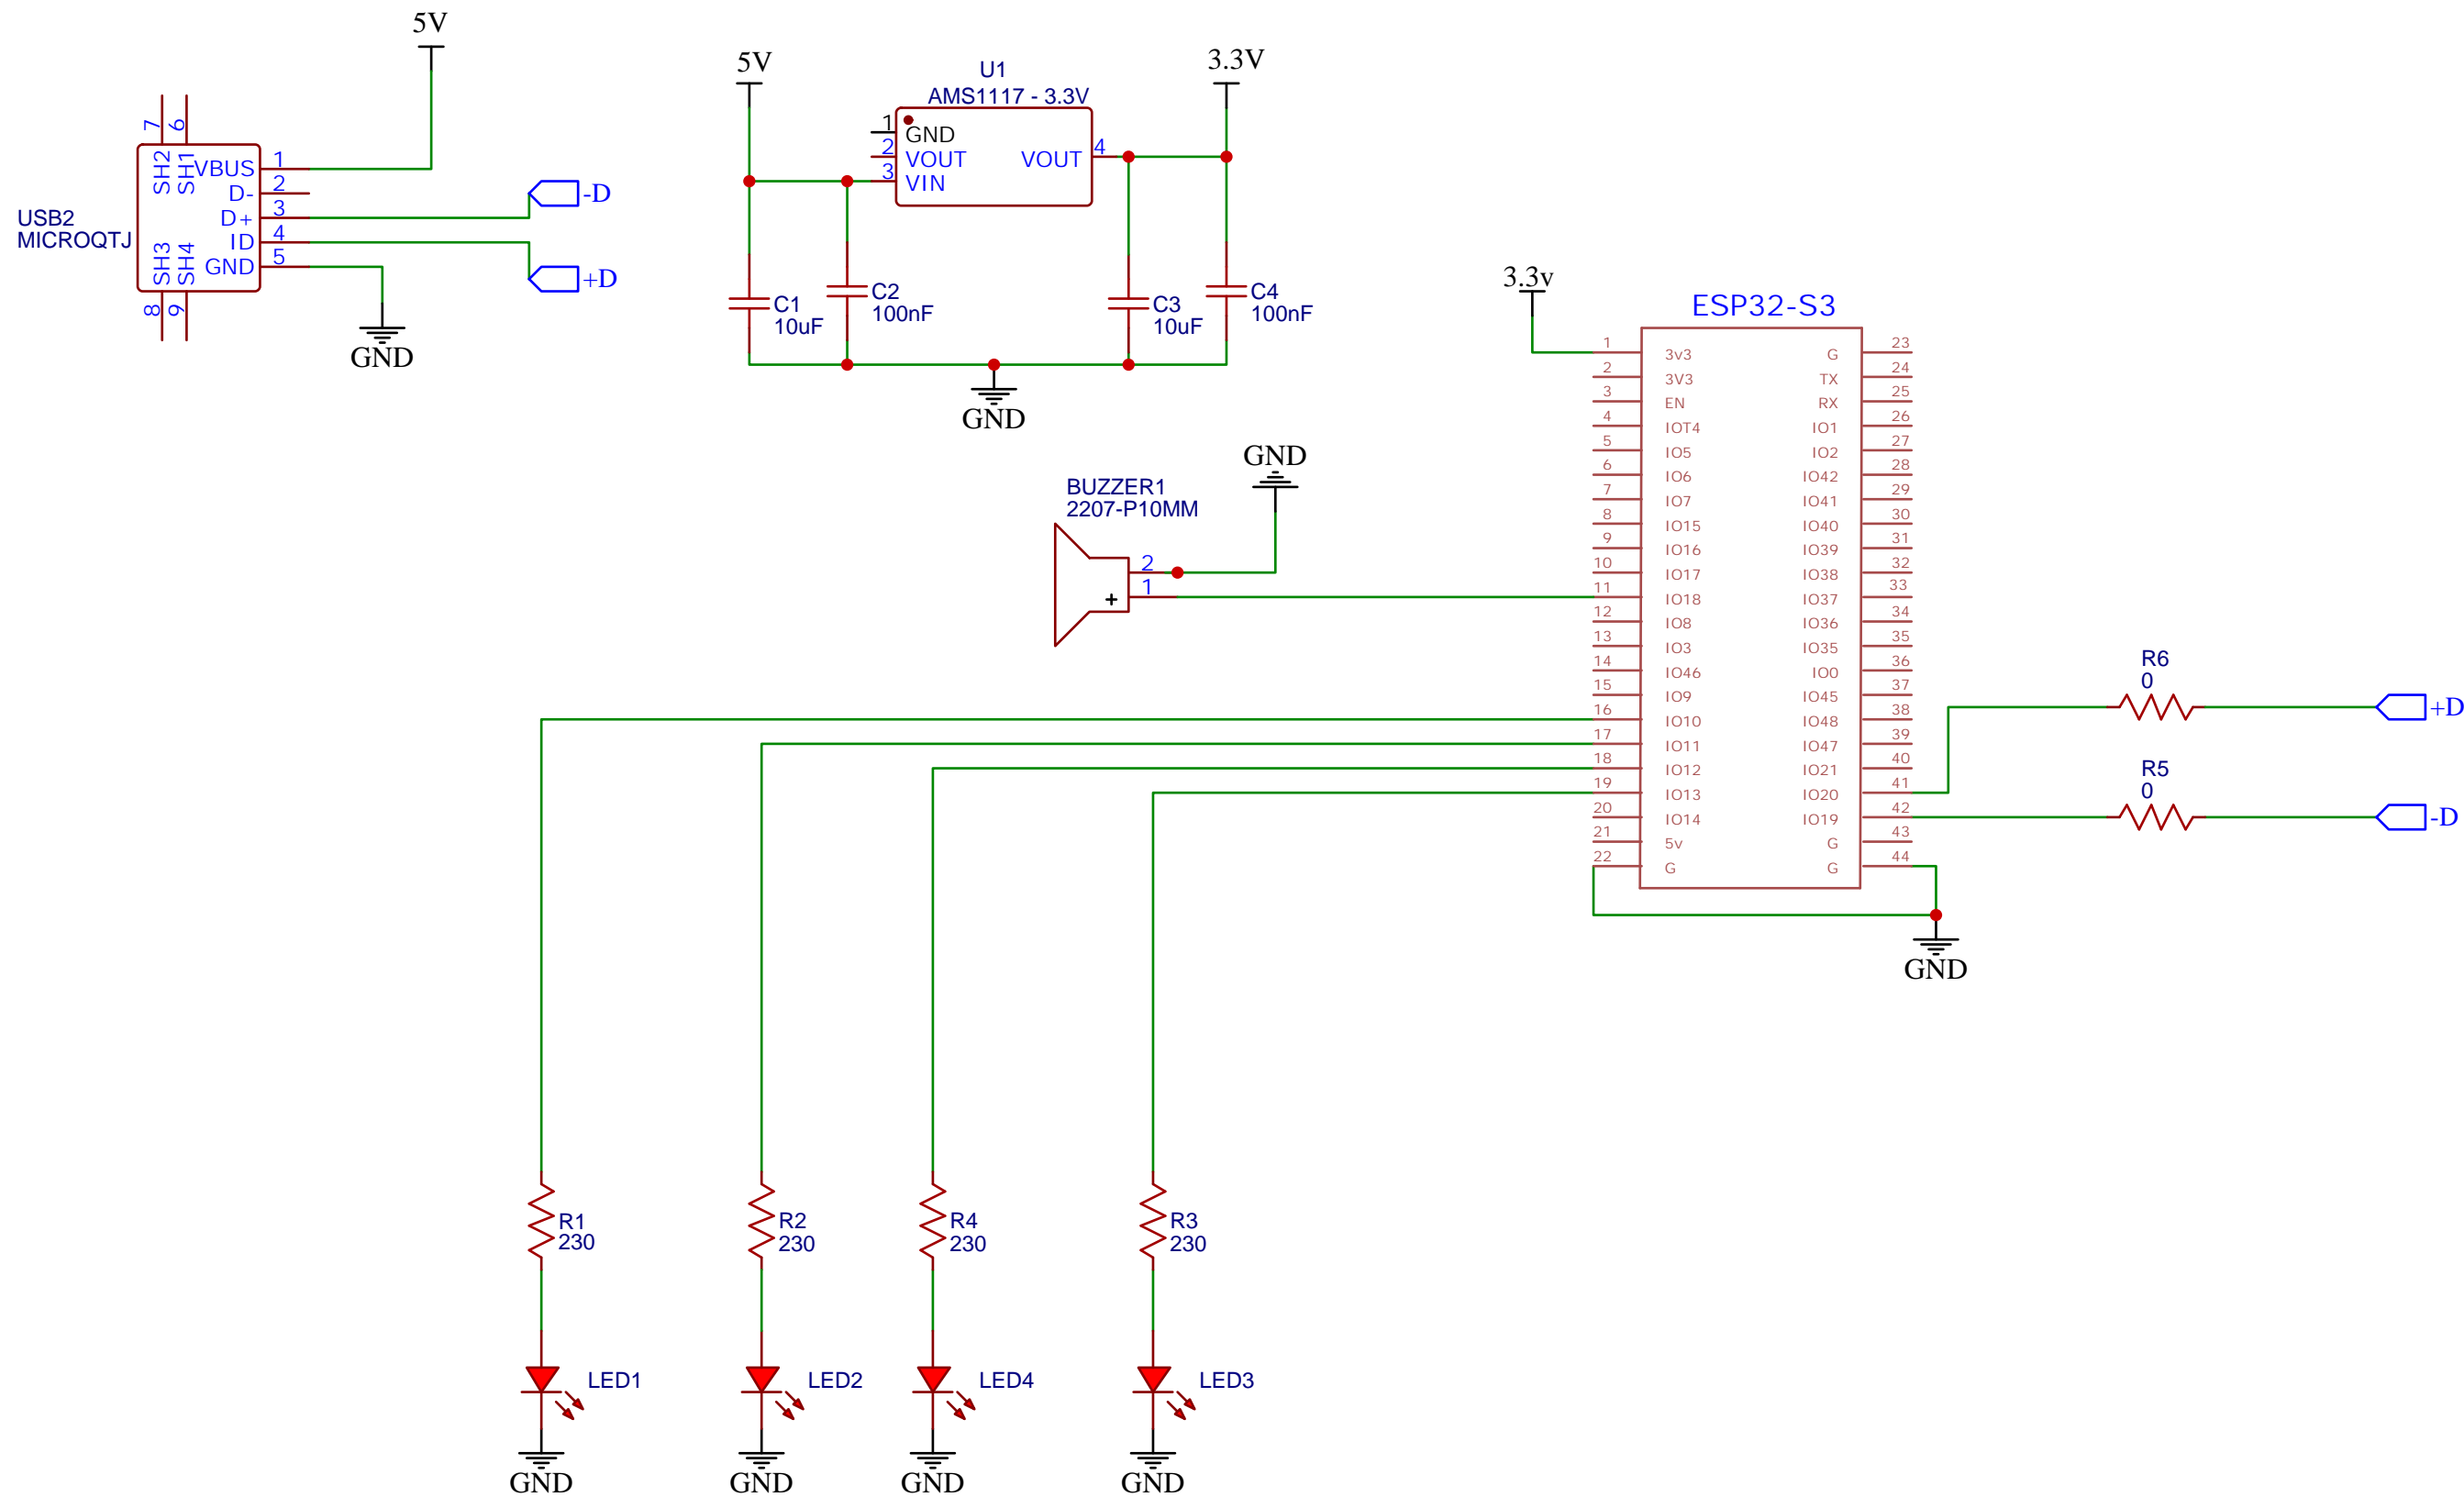 5V
7
6
SH2
SH1
VBUS
1
D-
2
D+
3
ID
4
GND
5
SH3
SH4
8
9
USB2
MICROQTJ
-D
+D
GND
5V
U1
AMS1117 - 3.3V
1
GND
2
VOUT
3
VIN
VOUT
4
3.3V
C1
10uF
C2
100nF
C3
10uF
C4
100nF
GND
GND
BUZZER1
2207-P10MM
2
1
+
3.3v
ESP32-S3
1 3v3 G 23
2 3V3 TX 24
3 EN RX 25
4 IOT4 IO1 26
5 IO5 IO2 27
6 IO6 IO42 28
7 IO7 IO41 29
8 IO15 IO40 30
9 IO16 IO39 31
10 IO17 IO38 32
11 IO18 IO37 33
12 IO8 IO36 34
13 IO3 IO35 35
14 IO46 IO0 36
15 IO9 IO45 37
16 IO10 IO48 38
17 IO11 IO47 39
18 IO12 IO21 40
19 IO13 IO20 41
20 IO14 IO19 42
21 5v G 43
22 G G 44
GND
R6
0
+D
R5
0
-D
R1
230
R2
230
R4
230
R3
230
LED1
LED2
LED4
LED3
GND
GND
GND
GND